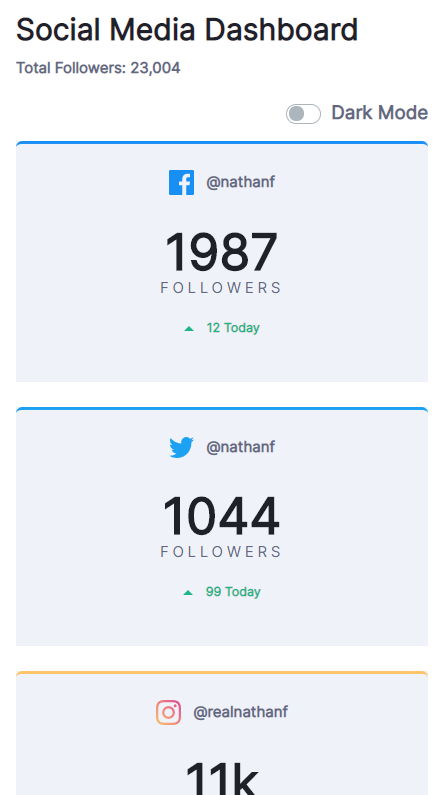 Social Media Dashboard
Total Followers: 23,004
Dark Mode
@nathanf
1987
FOLLOWERS
12 Today
@nathanf
1044
FOLLOWERS
99 Today
@realnathanf
11k